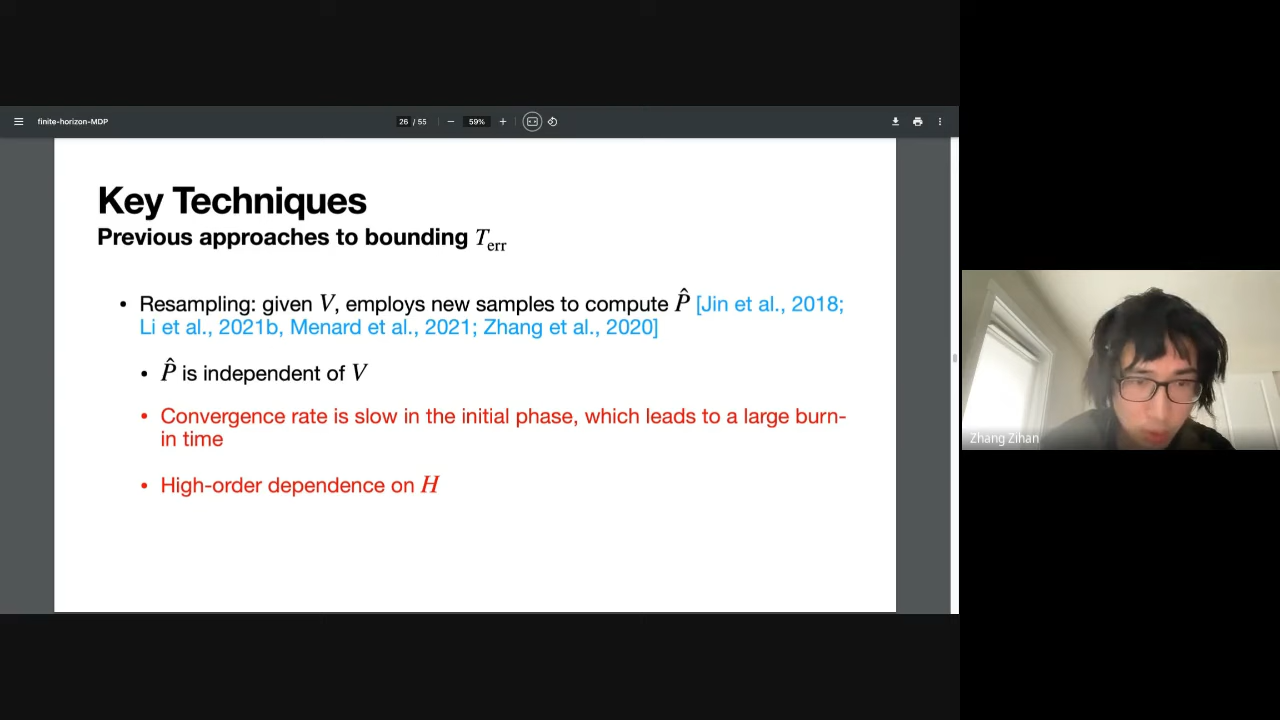 finite-horizon-MDP
26 / 55
59%
Key Techniques
Previous approaches to bounding T_err
• Resampling: given V, employs new samples to compute P̂ [Jin et al., 2018;
Li et al., 2021b, Menard et al., 2021; Zhang et al., 2020]
• P̂ is independent of V
• Convergence rate is slow in the initial phase, which leads to a large burn-
in time
• High-order dependence on H
Zhang Zihan